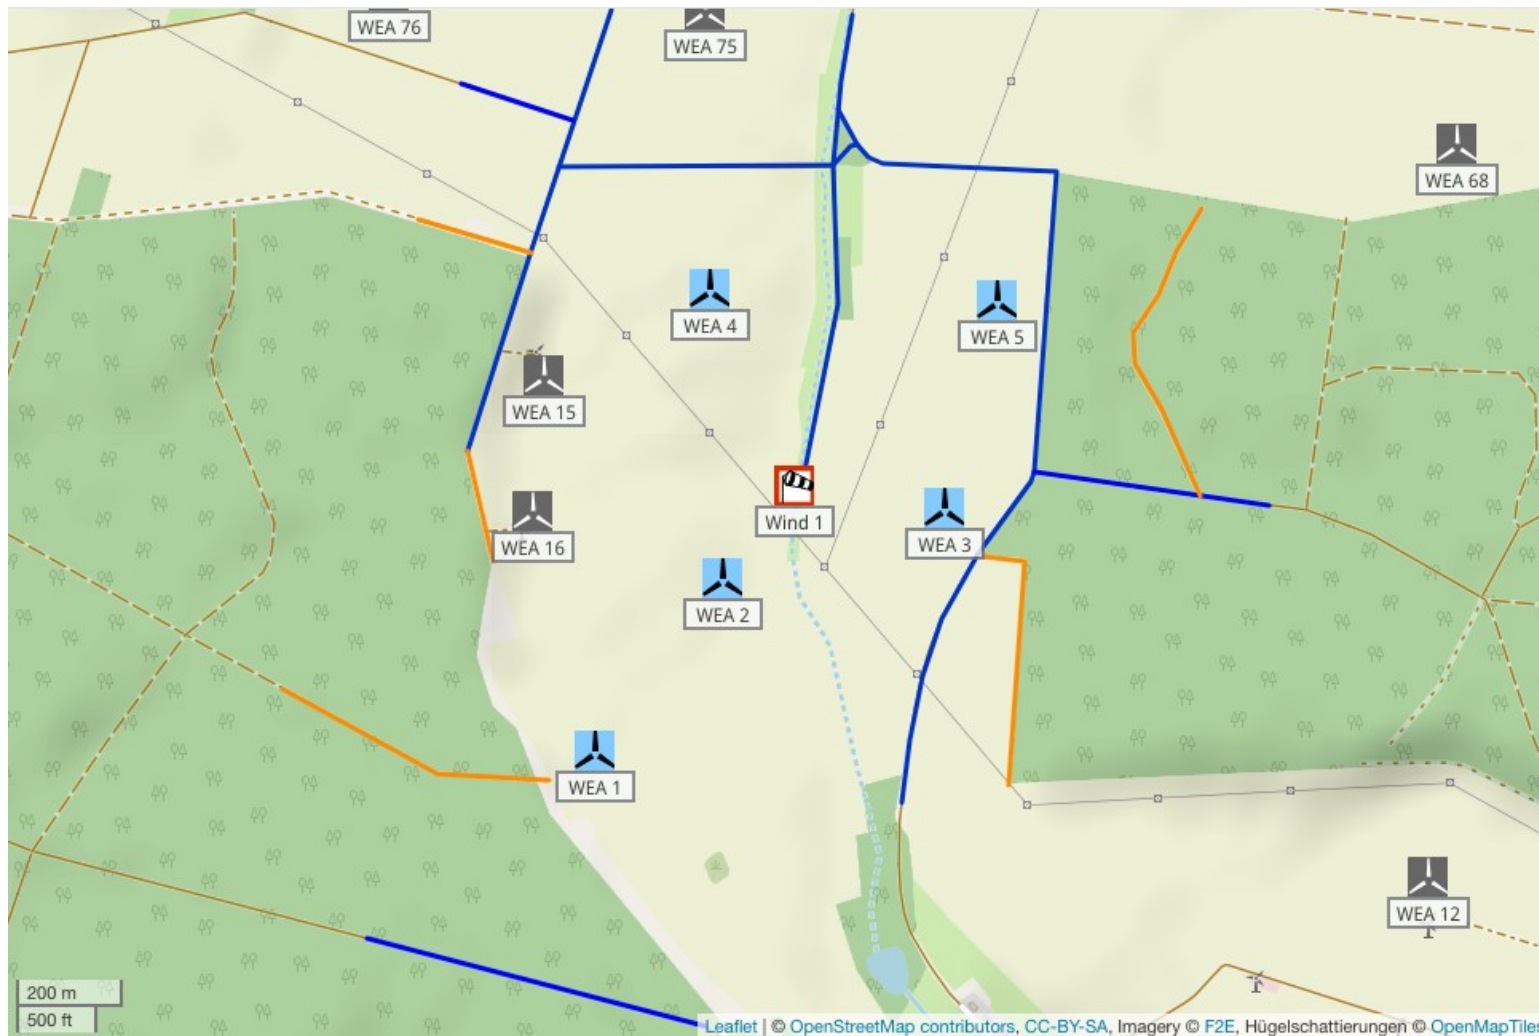 WEA 76
WEA 75
WEA 68
WEA 4
WEA 5
WEA 15
Wind 1
WEA 3
WEA 16
WEA 2
WEA 1
WEA 12
200 m
500 ft
Leaflet | © OpenStreetMap contributors, CC-BY-SA, Imagery © F2E, Hügelschattierungen © OpenMapTile